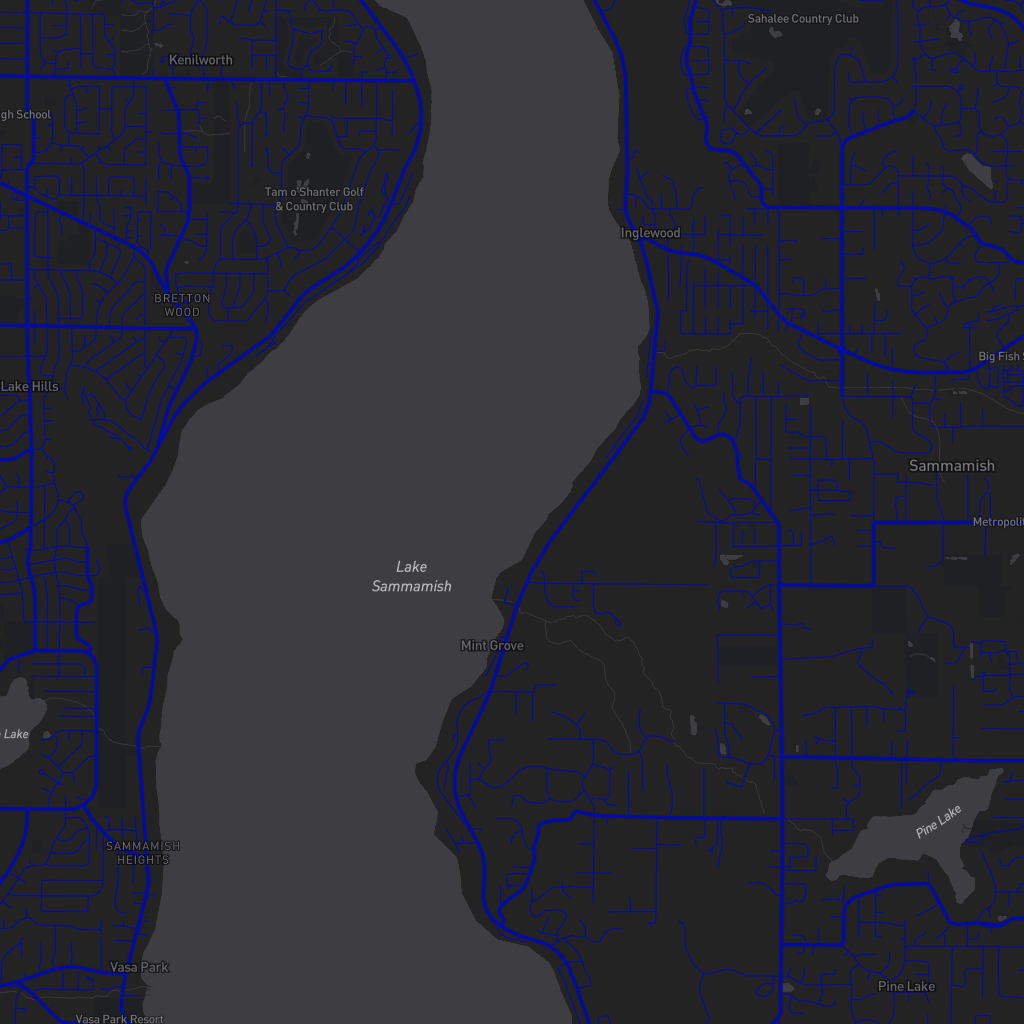 Sahalee Country Club
Kenilworth
gh School
Tam o'Shanter Golf
& Country Club
Inglewood
BRETTON
WOOD
Big Fish S
Lake Hills
Sammamish
Metropolit
Lake
Sammamish
Mint Grove
Lake
Pine Lake
SAMMAMISH
HEIGHTS
Vasa Park
Pine Lake
Vasa Park Resort